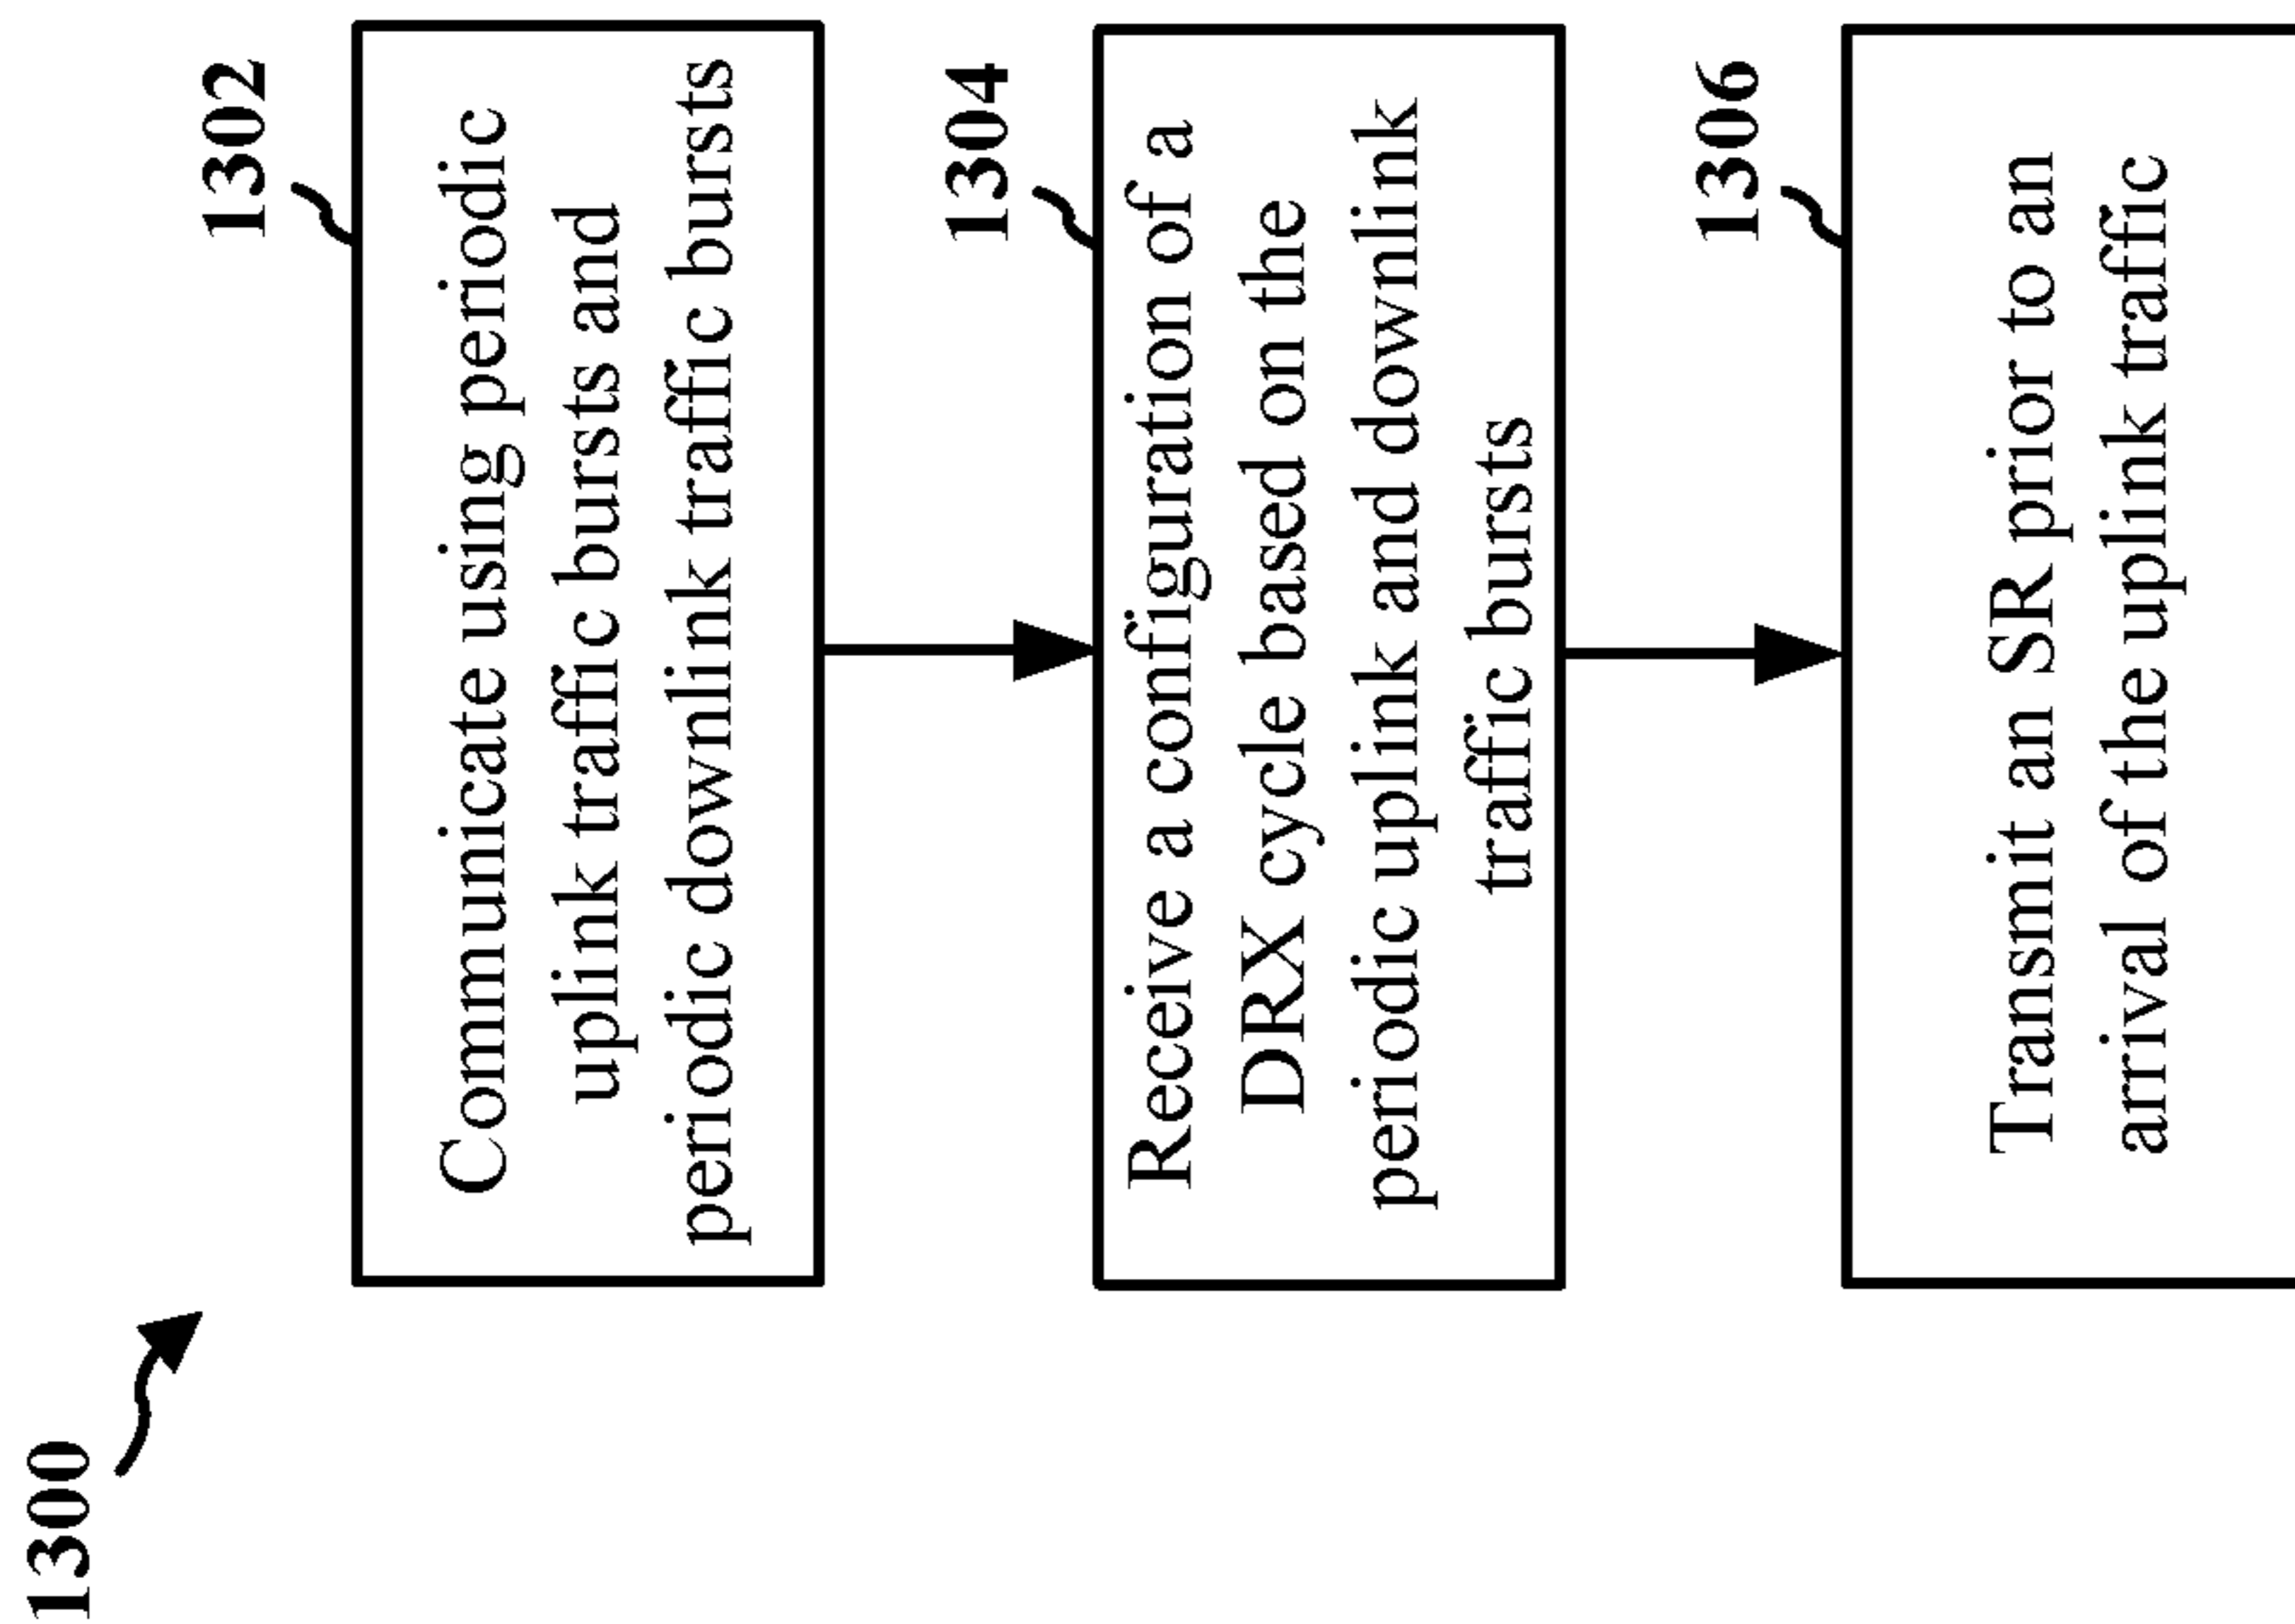 1300
1302
Communicate using periodic
uplink traffic bursts and
periodic downlink traffic bursts
1304
Receive a configuration of a
DRX cycle based on the
periodic uplink and downlink
traffic bursts
1306
Transmit an SR prior to an
arrival of the uplink traffic